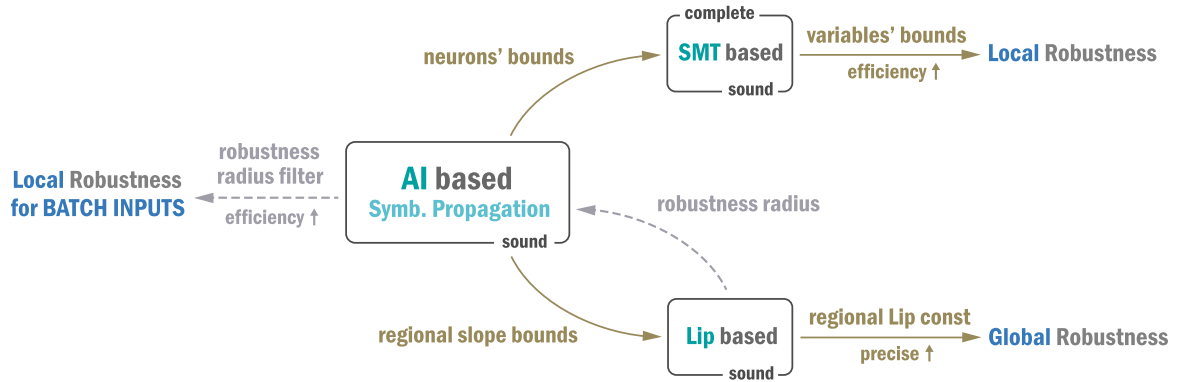 complete
SMT based
sound
neurons’ bounds
variables’ bounds
efficiency ↑
Local Robustness
robustness
radius filter
efficiency ↑
Local Robustness
for BATCH INPUTS
AI based
Symb. Propagation
sound
robustness radius
regional slope bounds
Lip based
sound
regional Lip const
precise ↑
Global Robustness